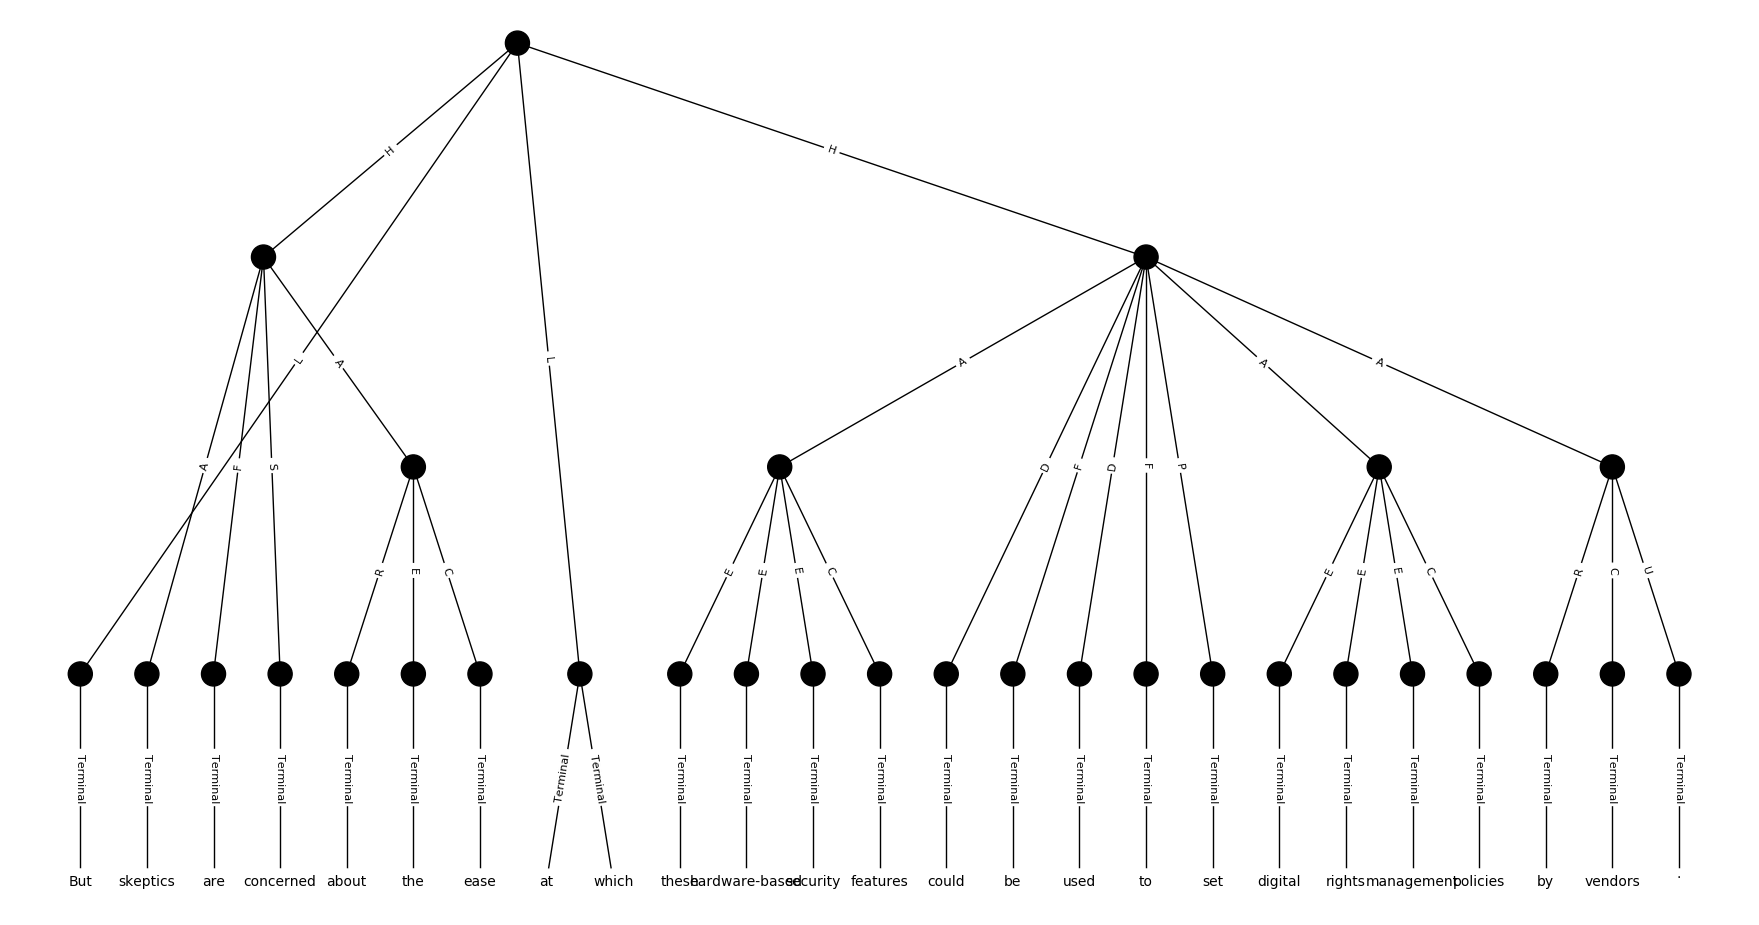 H
H
L
A
L
A
A
A
A
F
S
D
F
D
F
P
R
E
C
E
E
E
C
E
E
E
C
R
C
U
Terminal Terminal Terminal Terminal Terminal Terminal Terminal Terminal Terminal Terminal Terminal Terminal Terminal Terminal Terminal Terminal Terminal Terminal Terminal Terminal Terminal Terminal Terminal Terminal Terminal
But skeptics are concerned about the ease at which these hardware-based security features could be used to set digital rights management policies by vendors .